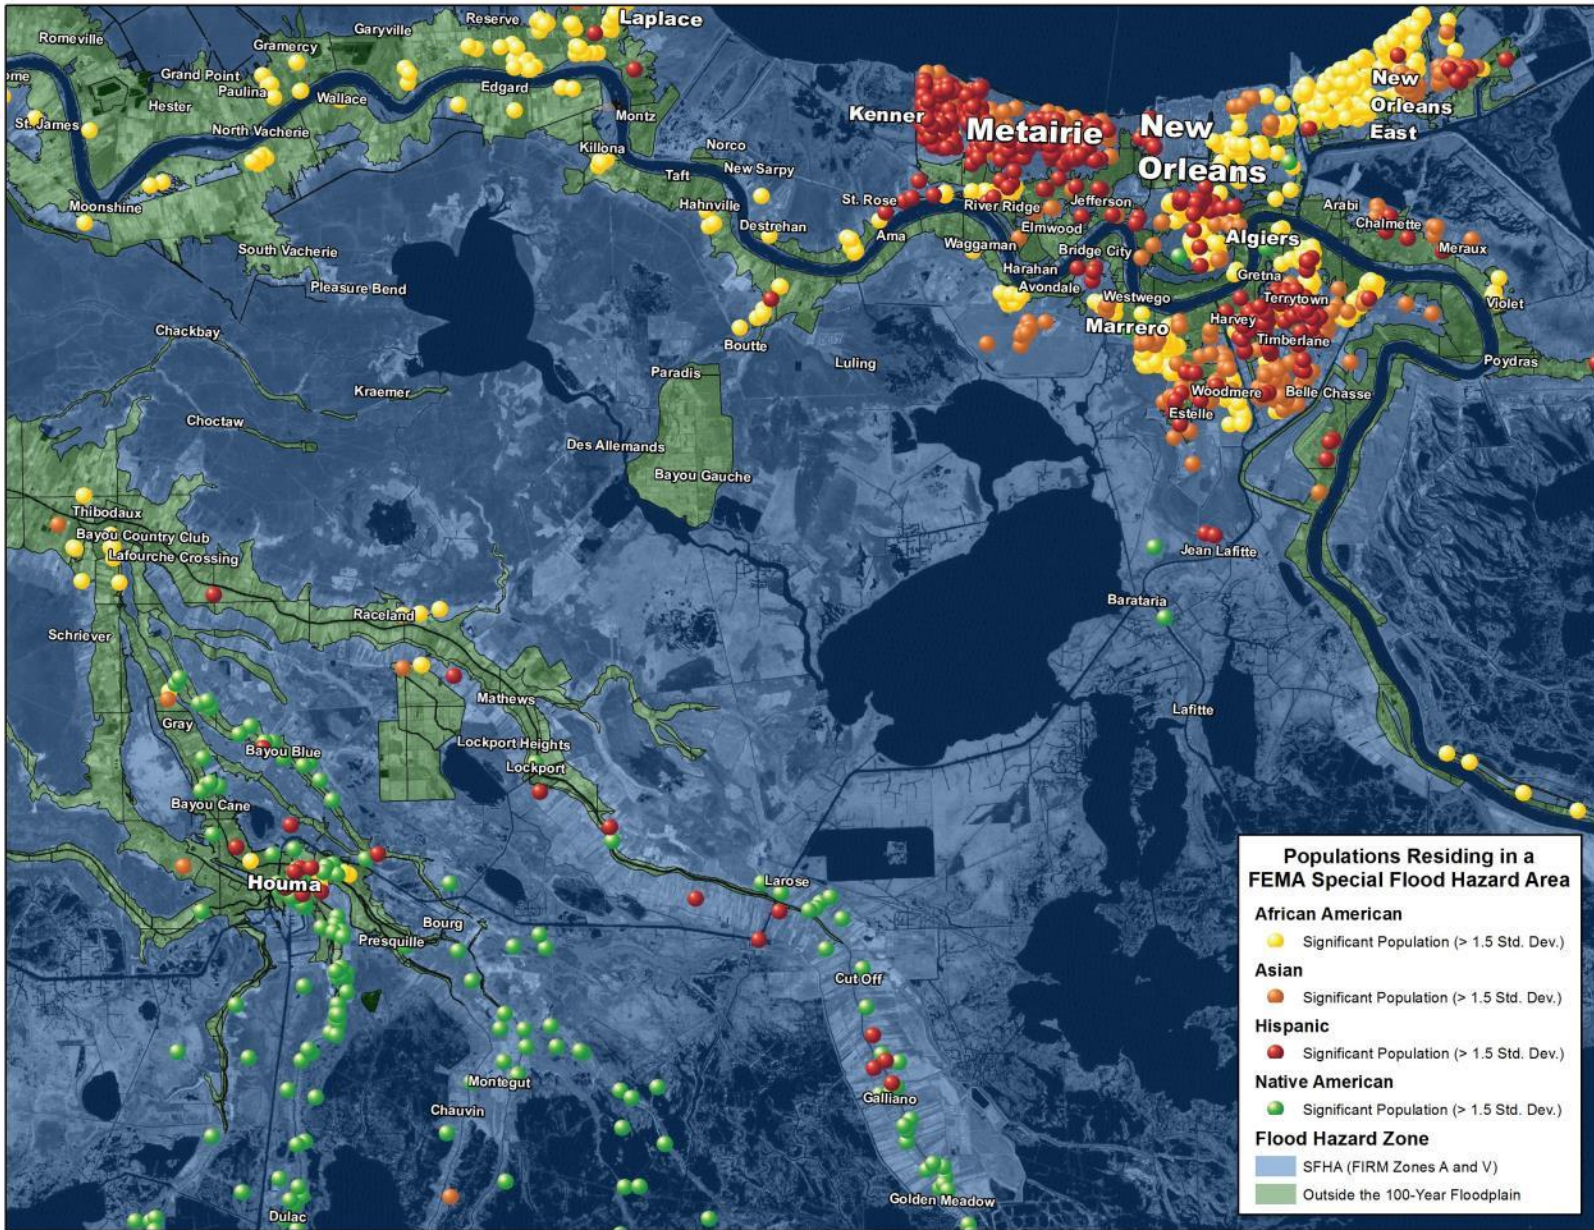 Romeville
Reserve
Laplace
Garyville
Gramercy
Grand Point
Paulina
Hester
Wallace
Edgard
St. James
North Vacherie
Montz
Killona
Norco
New Sarpy
Taft
Moonshine
Hahnville
Destrehan
South Vacherie
Pleasure Bend
Kenner
Metairie
New
Orleans
New
Orleans
East
St. Rose
River Ridge
Jefferson
Elmwood
Ama
Waggaman
Bridge City
Harahan
Avondale
Westwego
Arabi
Chalmette
Meraux
Algiers
Gretna
Terrytown
Violet
Marrero
Harvey
Timberlane
Poydras
Chackbay
Boutte
Luling
Paradis
Kraemer
Woodmere
Belle Chasse
Estelle
Choctaw
Des Allemands
Bayou Gauche
Thibodaux
Bayou Country Club
Lafourche Crossing
Jean Lafitte
Barataria
Raceland
Schriever
Mathews
Lafitte
Gray
Bayou Blue
Lockport Heights
Lockport
Bayou Cane
Houma
Larose
Bourg
Presquille
Cut Off
Montegut
Chauvin
Galliano
Golden Meadow
Dulac
Populations Residing in a
FEMA Special Flood Hazard Area
African American
Significant Population (> 1.5 Std. Dev.)
Asian
Significant Population (> 1.5 Std. Dev.)
Hispanic
Significant Population (> 1.5 Std. Dev.)
Native American
Significant Population (> 1.5 Std. Dev.)
Flood Hazard Zone
SFHA (FIRM Zones A and V)
Outside the 100-Year Floodplain